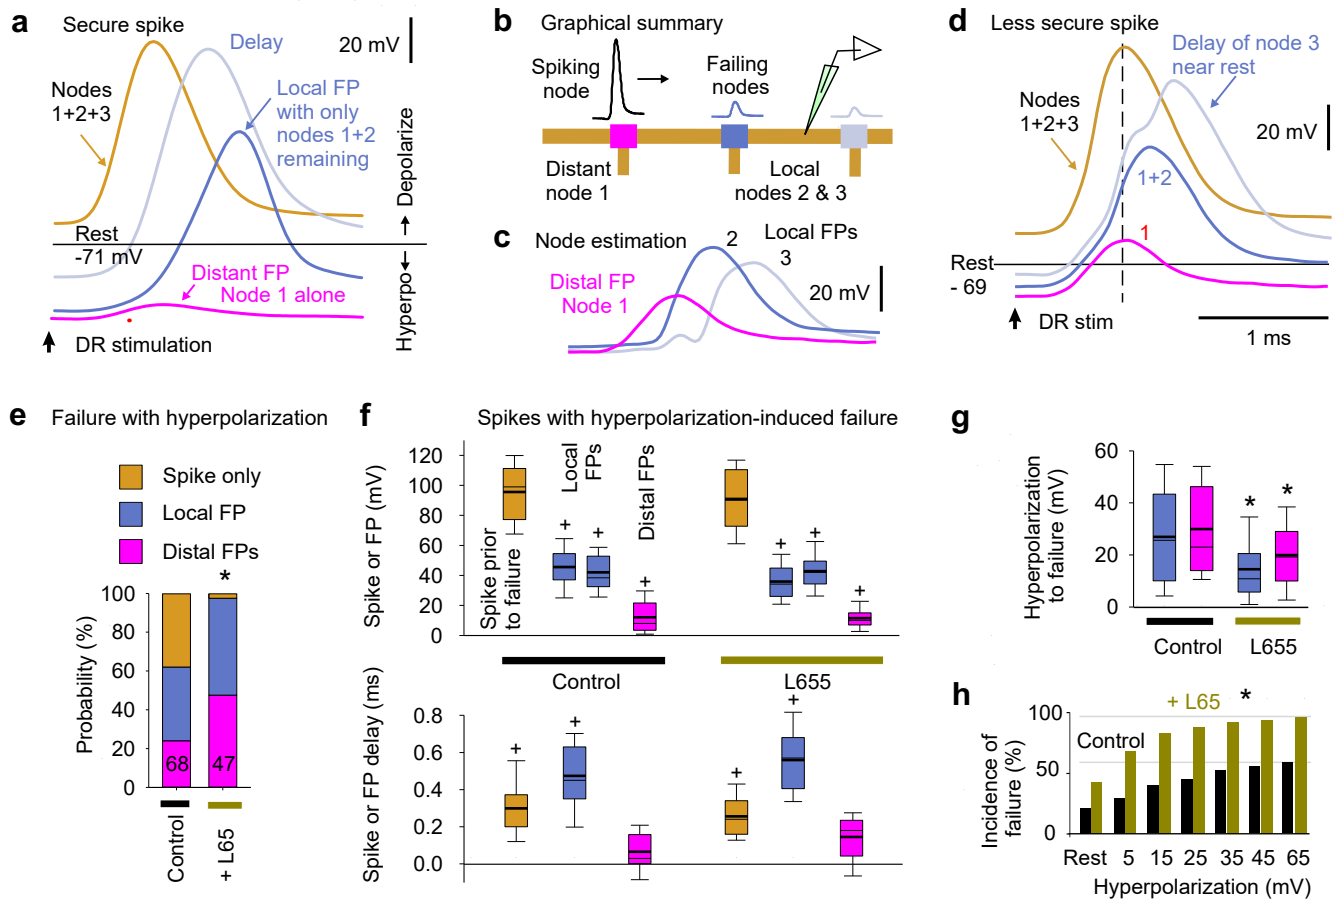 a
Secure spike
Delay
20 mV
Nodes
1+2+3
Local FP
with only
nodes 1+2
remaining
Depolarize
Rest
-71 mV
Distant FP
Node 1 alone
Hyperpo
DR stimulation
b
Graphical summary
Spiking
node
Failing
nodes
Distant
node 1
Local
nodes 2 & 3
c
Node estimation
2
Local FPs
3
Distal FP
Node 1
20 mV
d
Less secure spike
Delay of node 3
near rest
Nodes
1+2+3
20 mV
1+2
1
Rest
- 69
DR stim
1 ms
e
Failure with hyperpolarization
Spike only
Local FP
Distal FPs
*
Probability (%)
100
80
60
40
20
0
68
47
Control
+ L65
f
Spikes with hyperpolarization-induced failure
Spike or FP (mV)
120
100
80
60
40
20
0
Spike prior
to failure
Local
FPs
Distal FPs
+
+
+
+
+
+
Control
L655
Spike or FP delay (ms)
0.8
0.6
0.4
0.2
0.0
+
+
+
+
g
Hyperpolarization
to failure (mV)
60
40
20
0
*
*
Control
L655
h
+ L65
*
Incidence of
failure (%)
100
50
0
Control
Rest 5 15 25 35 45 65
Hyperpolarization (mV)